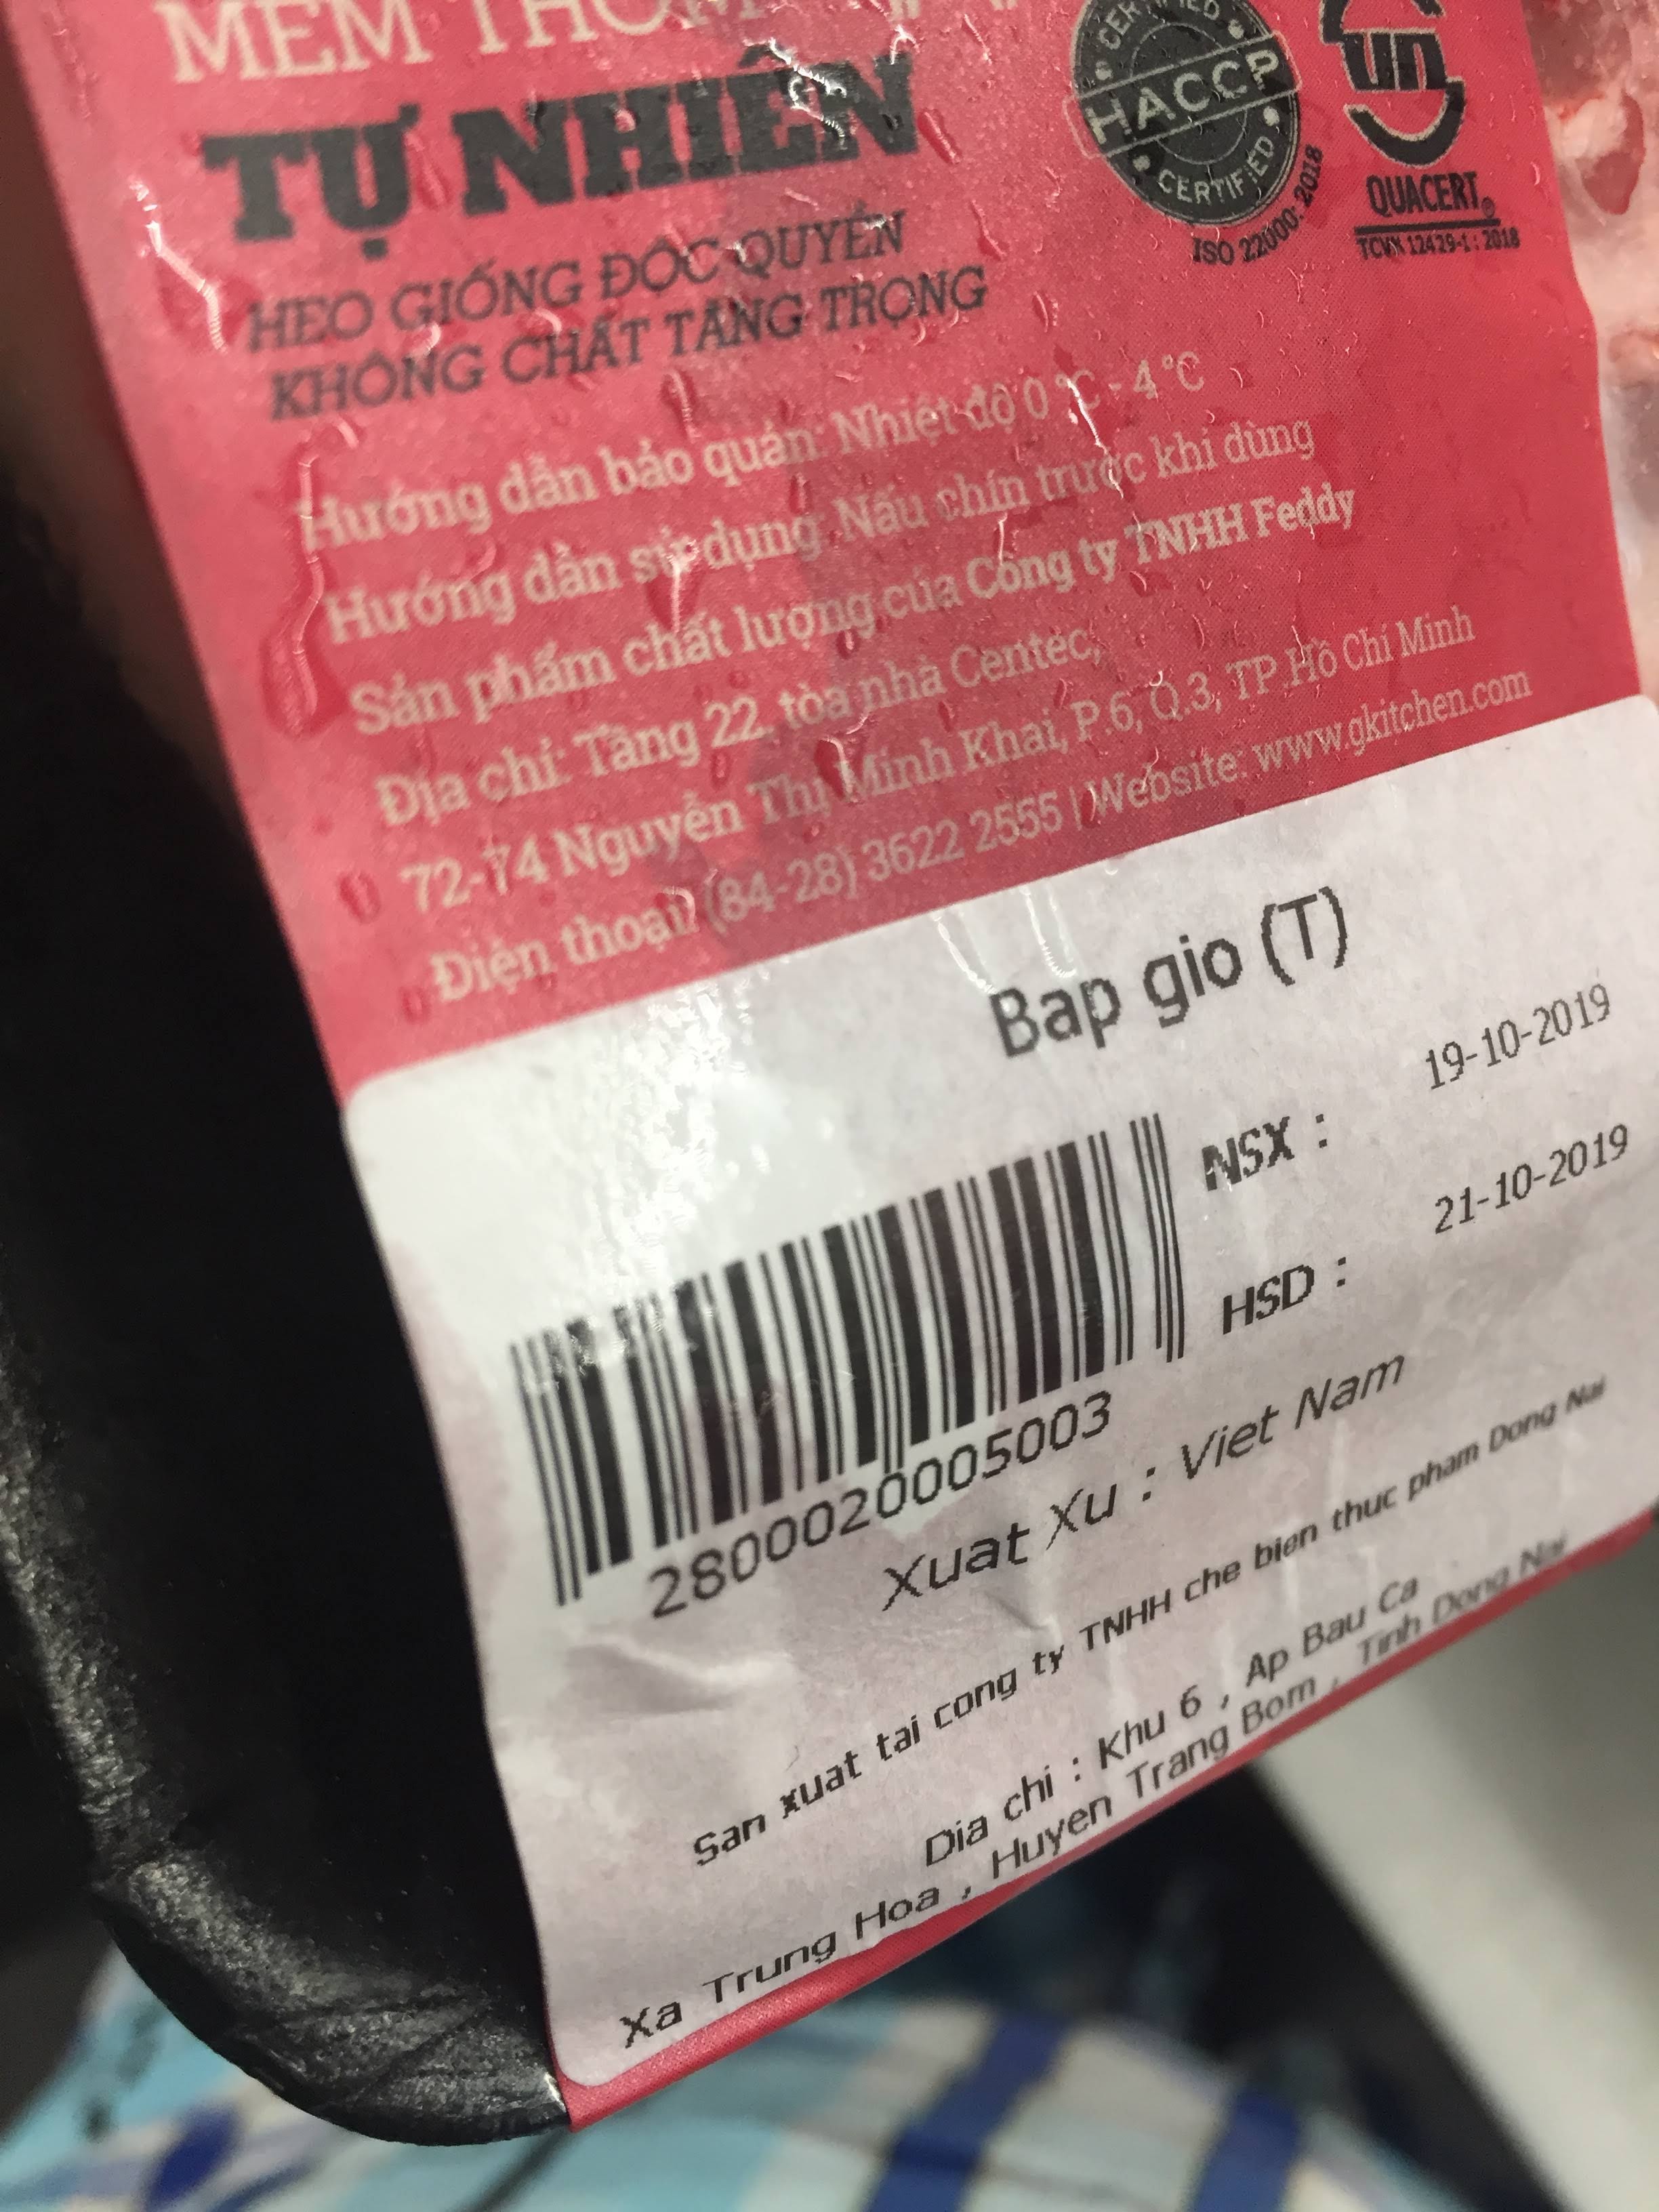 MỀM THƠM
TỰ NHIÊN
HEO GIỐNG ĐỘC QUYỀN
KHÔNG CHẤT TĂNG TRỌNG
CERTIFIED
HACCP
CERTIFIED
ISO 22000: 2018
QUACERT®
TCVN 12429-1 : 2018
Hướng dẫn bảo quản: Nhiệt độ 0 °C - 4 °C
Hướng dẫn sử dụng: Nấu chín trước khi dùng
Sản phẩm chất lượng của Công ty TNHH Feddy
Địa chỉ: Tầng 22, tòa nhà Centec,
72-74 Nguyễn Thị Minh Khai, P.6, Q.3, TP.Hồ Chí Minh
Điện thoại: (84-28) 3622 2555 | Website: www.gkitchen.com
Bap gio (T)
NSX : 19-10-2019
HSD : 21-10-2019
2800020005003
Xuat Xu : Viet Nam
San xuat tai cong ty TNHH che bien thuc pham Dong Nai
Dia chi : Khu 6 , Ap Bau Ca
Xa Trung Hoa , Huyen Trang Bom , Tinh Dong Nai